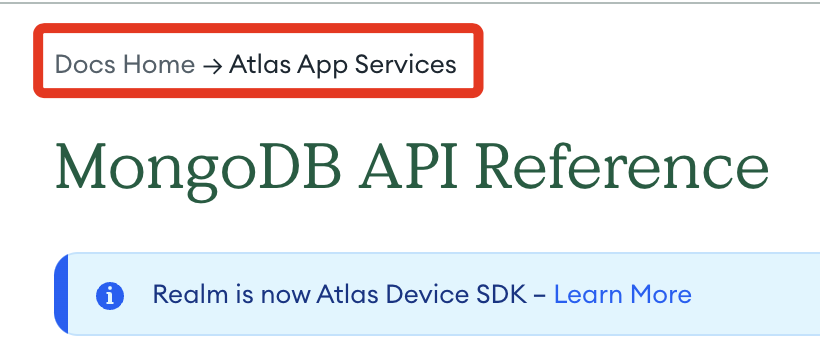 Docs Home → Atlas App Services
MongoDB API Reference
Realm is now Atlas Device SDK – Learn More